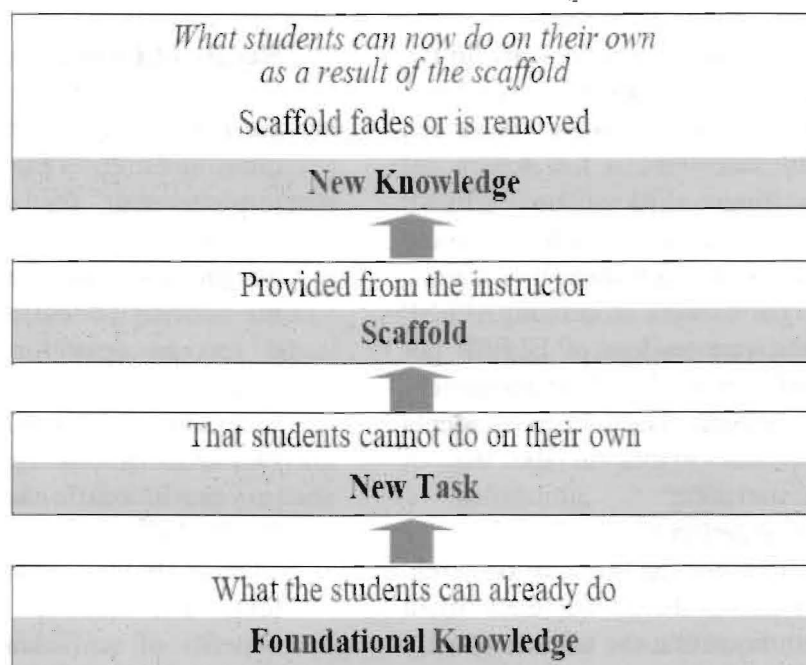 What students can now do on their own
as a result of the scaffold
Scaffold fades or is removed
New Knowledge
Provided from the instructor
Scaffold
That students cannot do on their own
New Task
What the students can already do
Foundational Knowledge